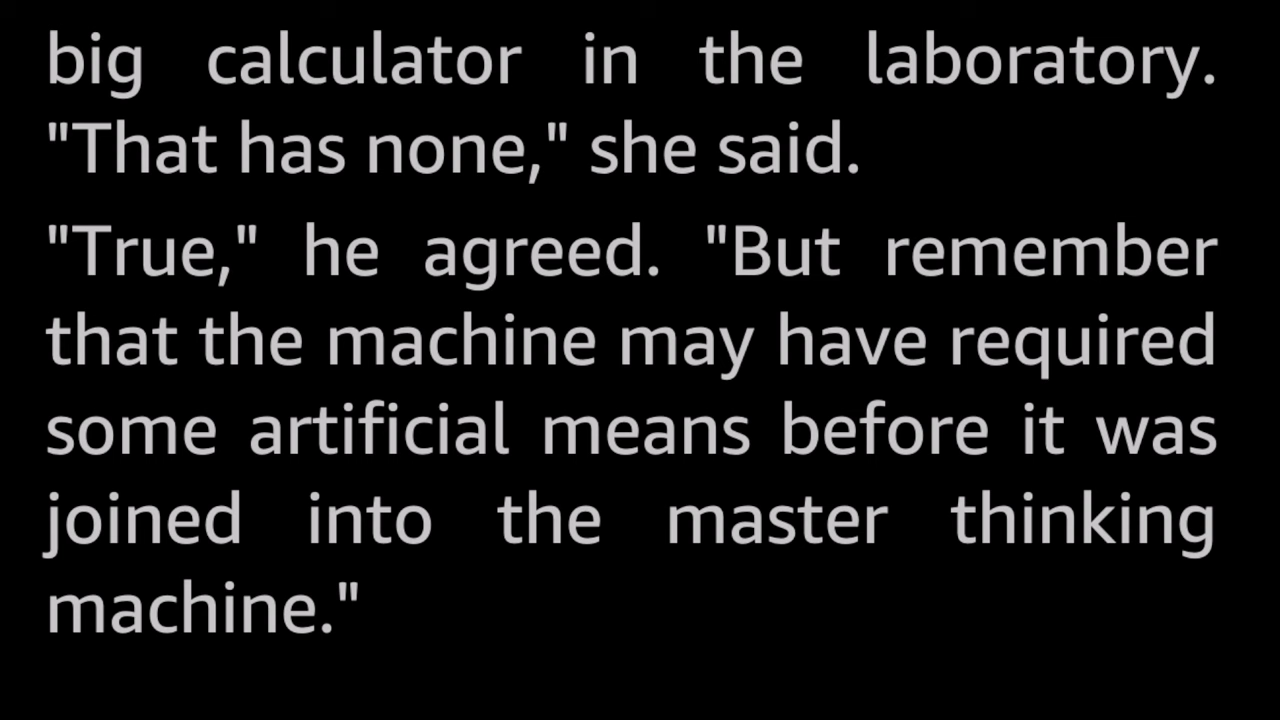 big calculator in the laboratory.
"That has none," she said.
"True," he agreed. "But remember
that the machine may have required
some artificial means before it was
joined into the master thinking
machine."